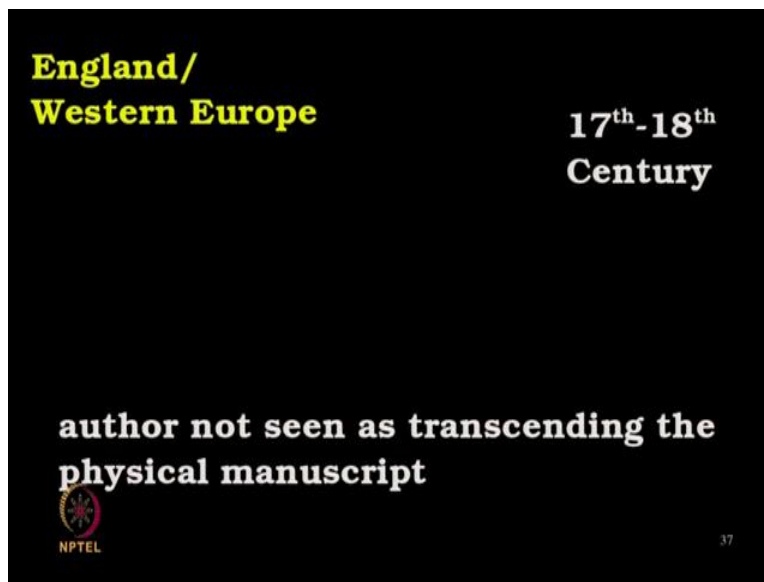 England/
Western Europe
17th-18th
Century
author not seen as transcending the
physical manuscript
NPTEL
37